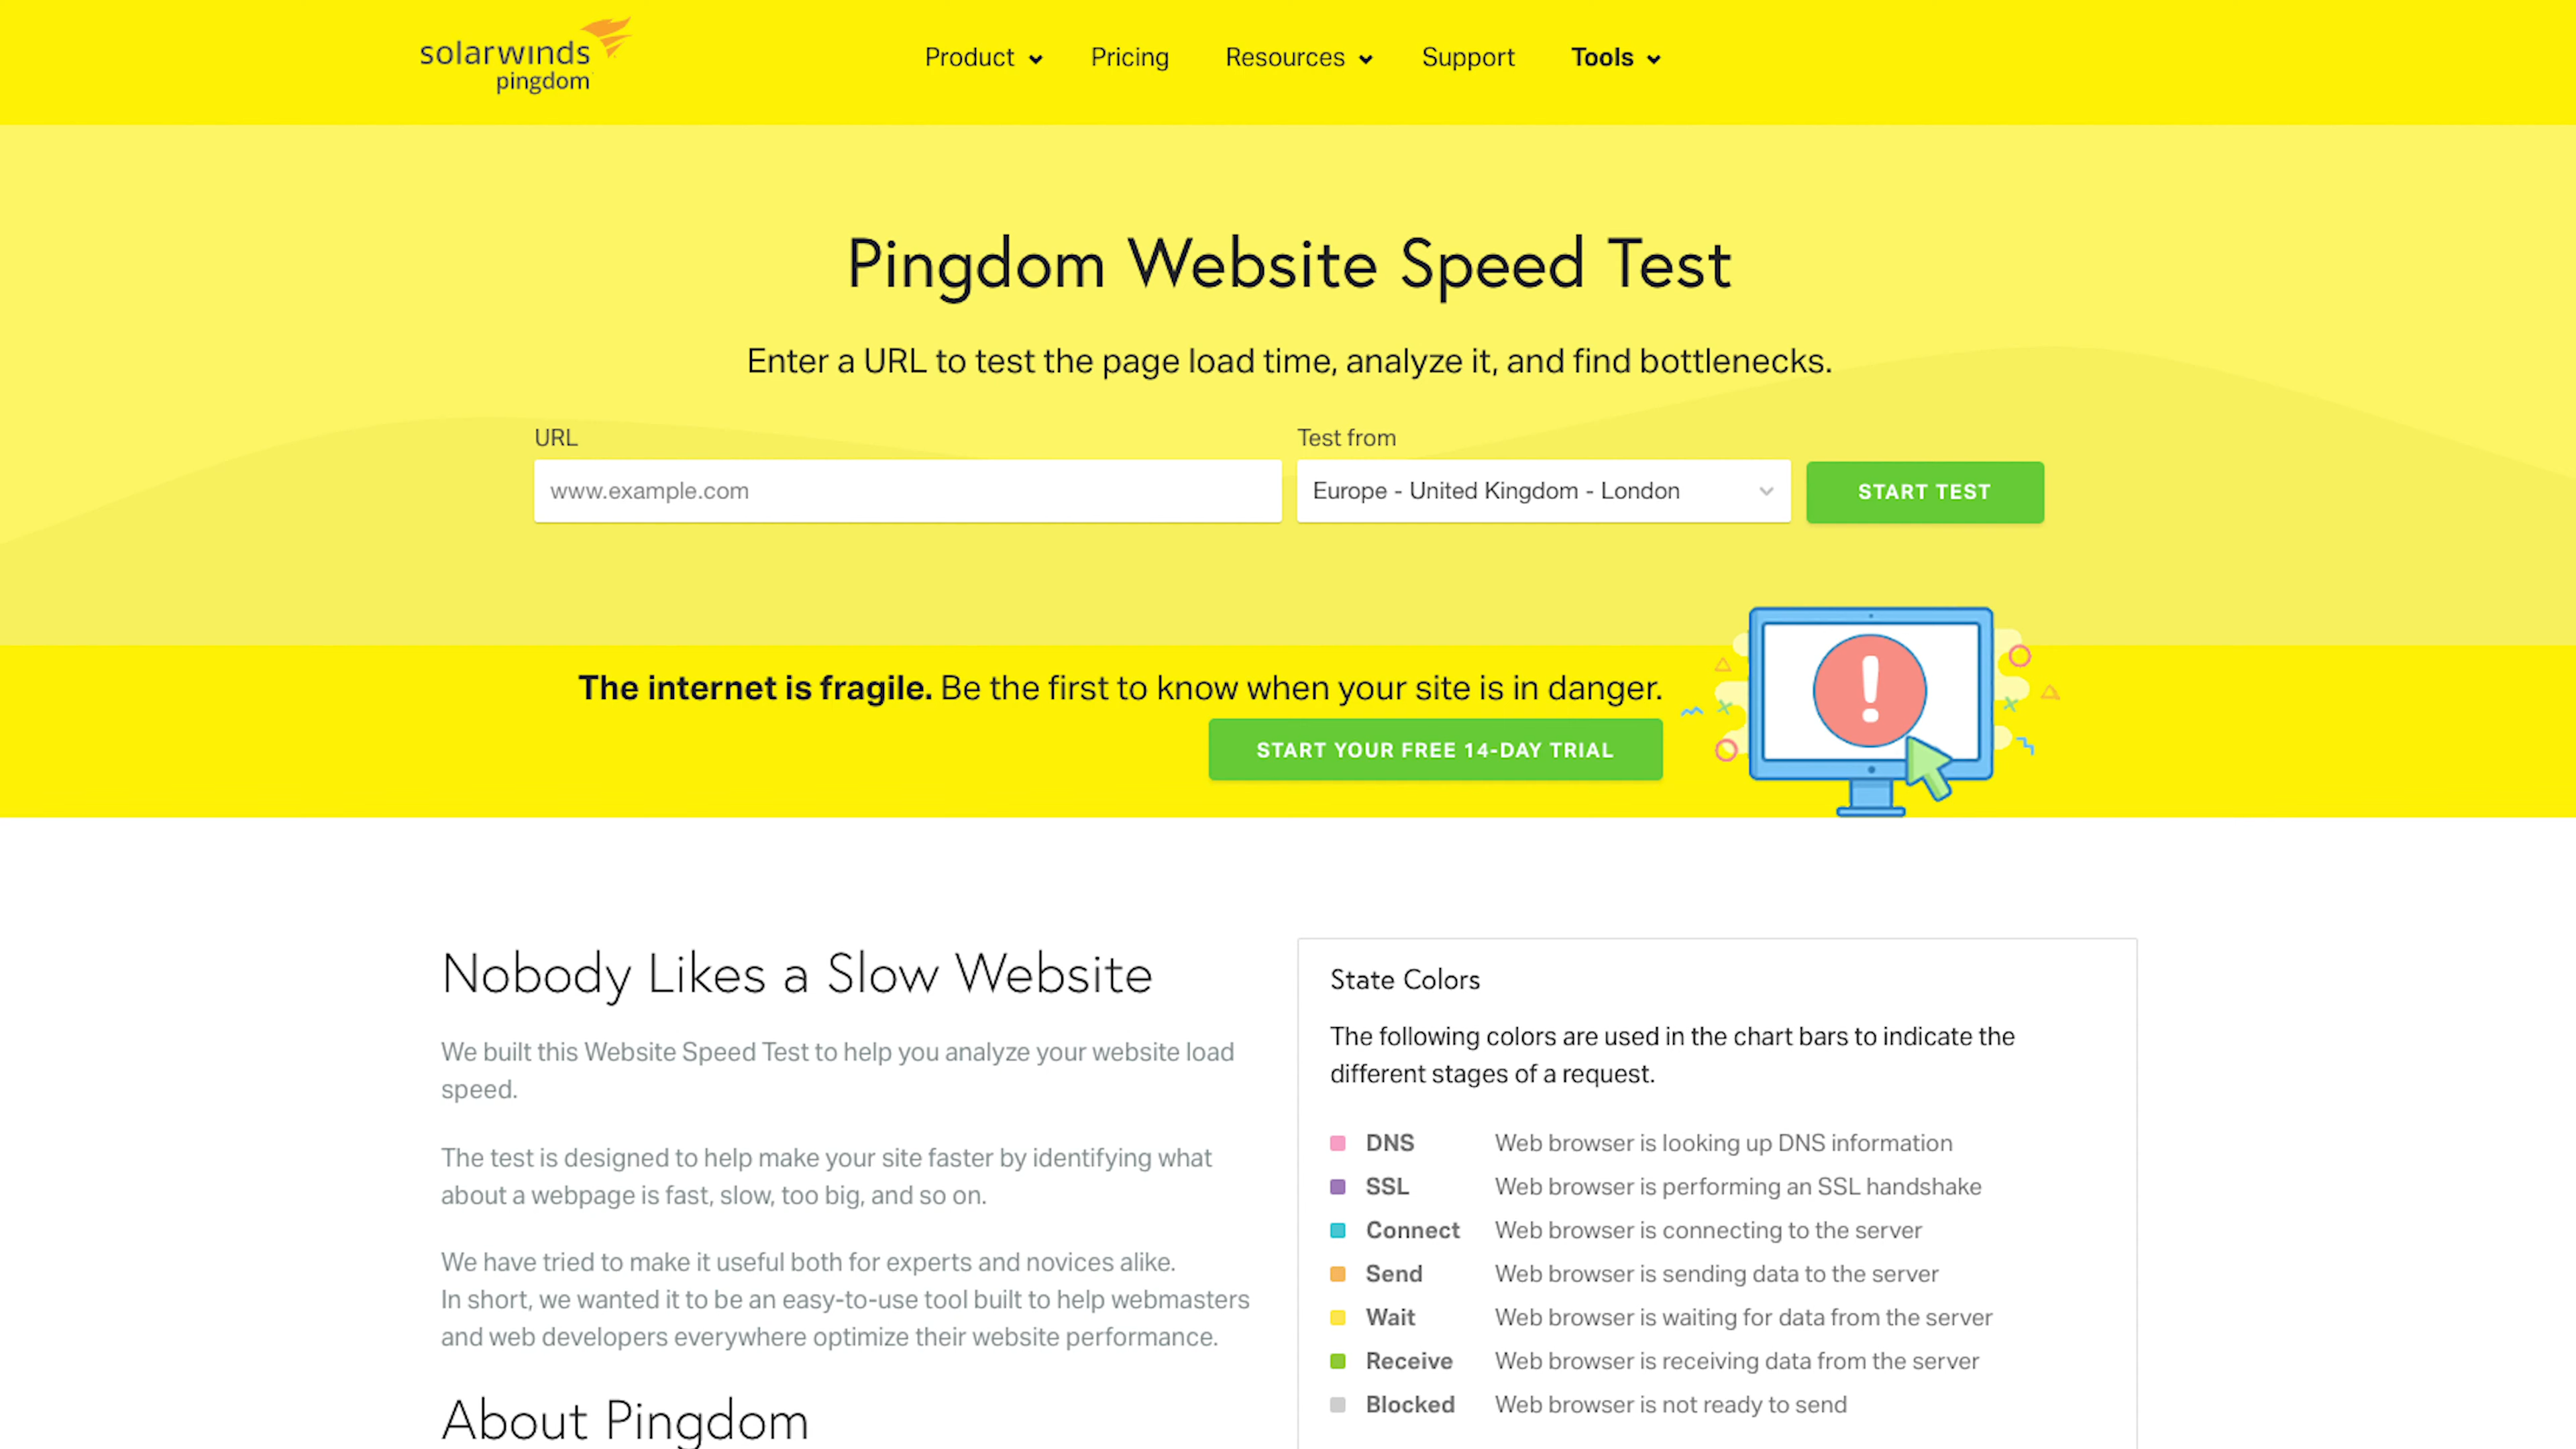 solarwinds
pingdom
Product
Pricing
Resources
Support
Tools
Pingdom Website Speed Test
Enter a URL to test the page load time, analyze it, and find bottlenecks.
URL
Test from
www.example.com
Europe - United Kingdom - London
START TEST
The internet is fragile. Be the first to know when your site is in danger.
START YOUR FREE 14-DAY TRIAL
Nobody Likes a Slow Website
We built this Website Speed Test to help you analyze your website load
speed.
The test is designed to help make your site faster by identifying what
about a webpage is fast, slow, too big, and so on.
We have tried to make it useful both for experts and novices alike.
In short, we wanted it to be an easy-to-use tool built to help webmasters
and web developers everywhere optimize their website performance.
About Pingdom
State Colors
The following colors are used in the chart bars to indicate the
different stages of a request.
DNS Web browser is looking up DNS information
SSL Web browser is performing an SSL handshake
Connect Web browser is connecting to the server
Send Web browser is sending data to the server
Wait Web browser is waiting for data from the server
Receive Web browser is receiving data from the server
Blocked Web browser is not ready to send